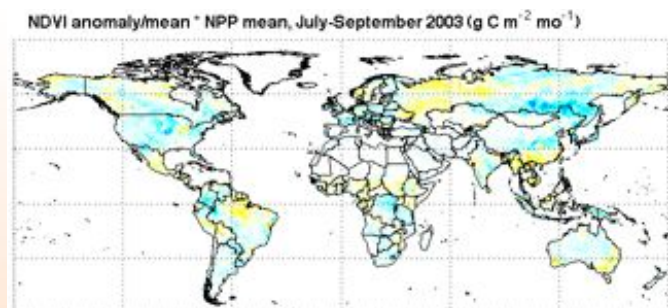 NDVI anomaly/mean * NPP mean, July-September 2003 (g C m⁻² mo⁻¹)